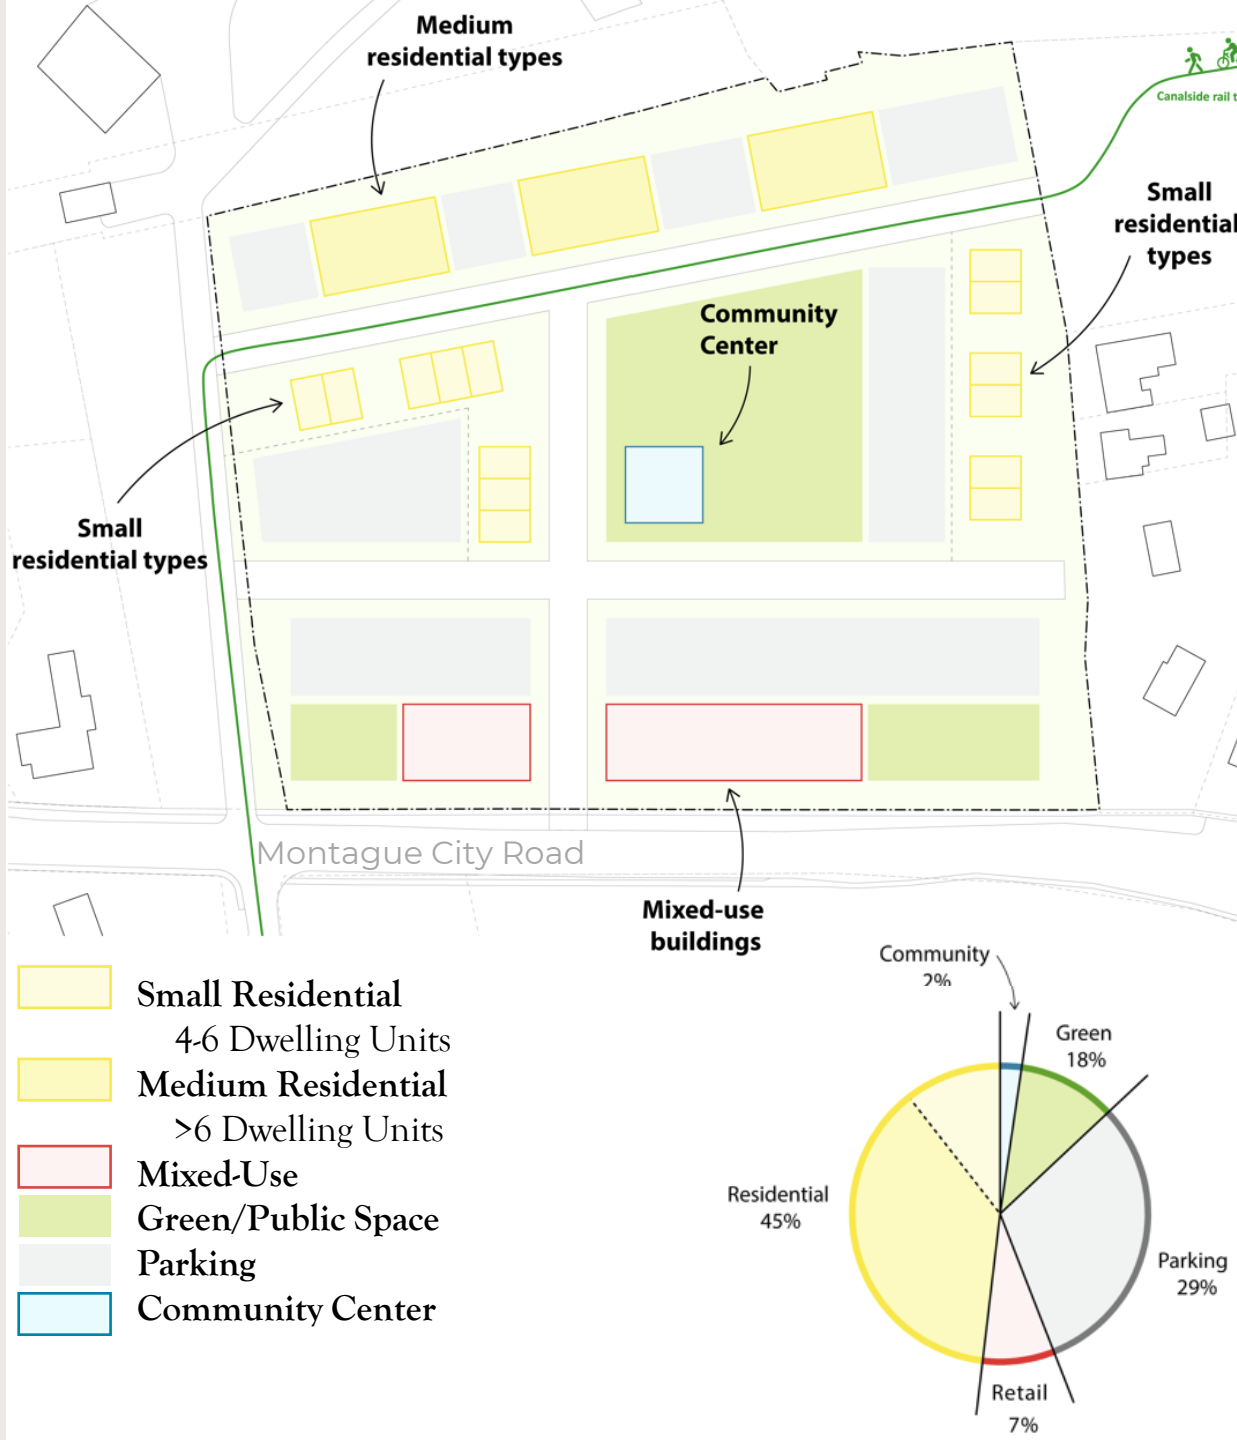 Medium
residential types
Canalside rail t
Small
residential
types
Community
Center
Small
residential types
Montague City Road
Mixed-use
buildings
Small Residential
4-6 Dwelling Units
Medium Residential
>6 Dwelling Units
Mixed-Use
Green/Public Space
Parking
Community Center
Community
2%
Green
18%
Residential
45%
Parking
29%
Retail
7%